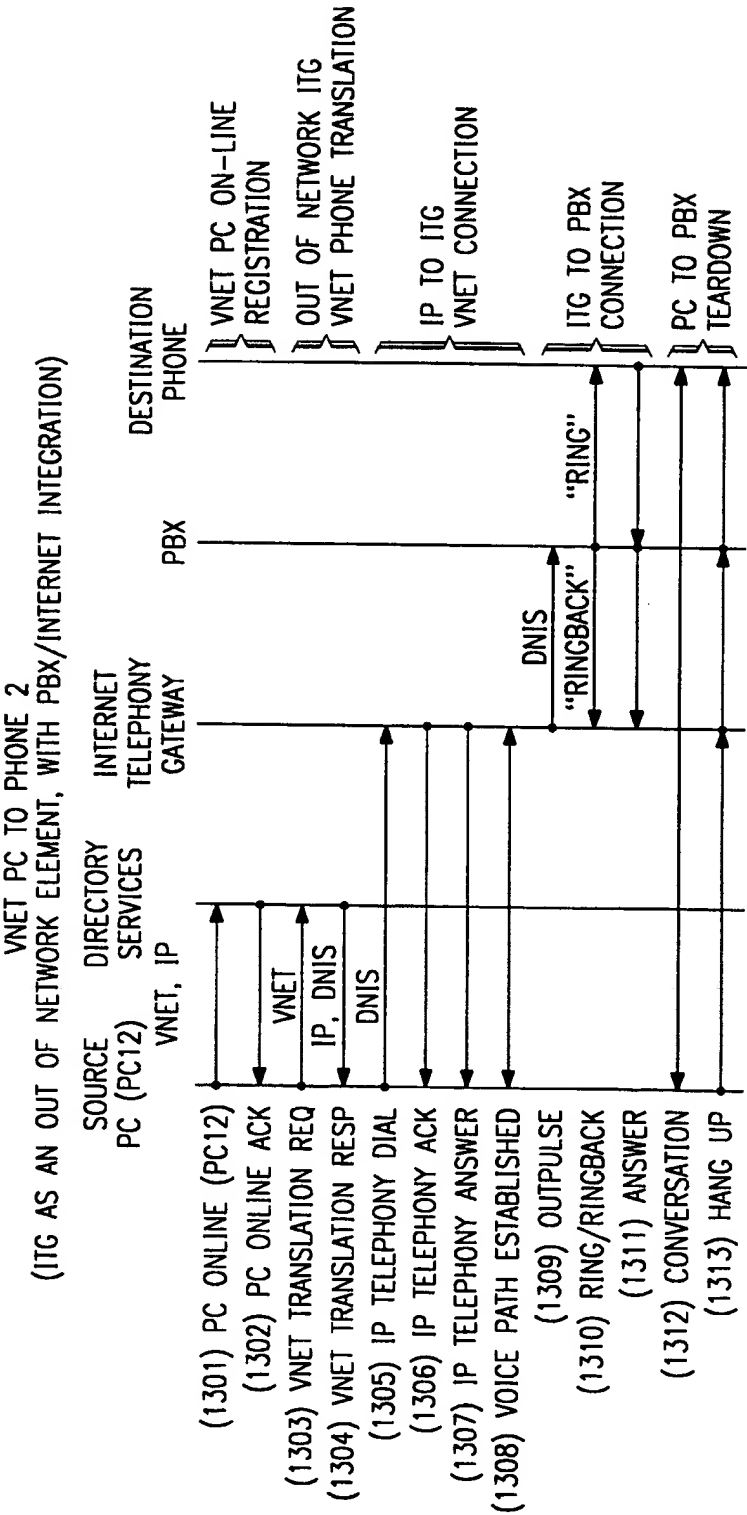 VNET PC TO PHONE 2
(ITG AS AN OUT OF NETWORK ELEMENT, WITH PBX/INTERNET INTEGRATION)
SOURCE
PC (PC12)
DIRECTORY
SERVICES
INTERNET
TELEPHONY
GATEWAY
PBX
DESTINATION
PHONE
VNET, IP
(1301) PC ONLINE (PC12)
(1302) PC ONLINE ACK
VNET
(1303) VNET TRANSLATION REQ
IP, DNIS
(1304) VNET TRANSLATION RESP
DNIS
(1305) IP TELEPHONY DIAL
(1306) IP TELEPHONY ACK
(1307) IP TELEPHONY ANSWER
(1308) VOICE PATH ESTABLISHED
DNIS
(1309) OUTPULSE
"RINGBACK"
"RING"
(1310) RING/RINGBACK
(1311) ANSWER
(1312) CONVERSATION
(1313) HANG UP
VNET PC ON-LINE
REGISTRATION
OUT OF NETWORK ITG
VNET PHONE TRANSLATION
IP TO ITG
VNET CONNECTION
ITG TO PBX
CONNECTION
PC TO PBX
TEARDOWN